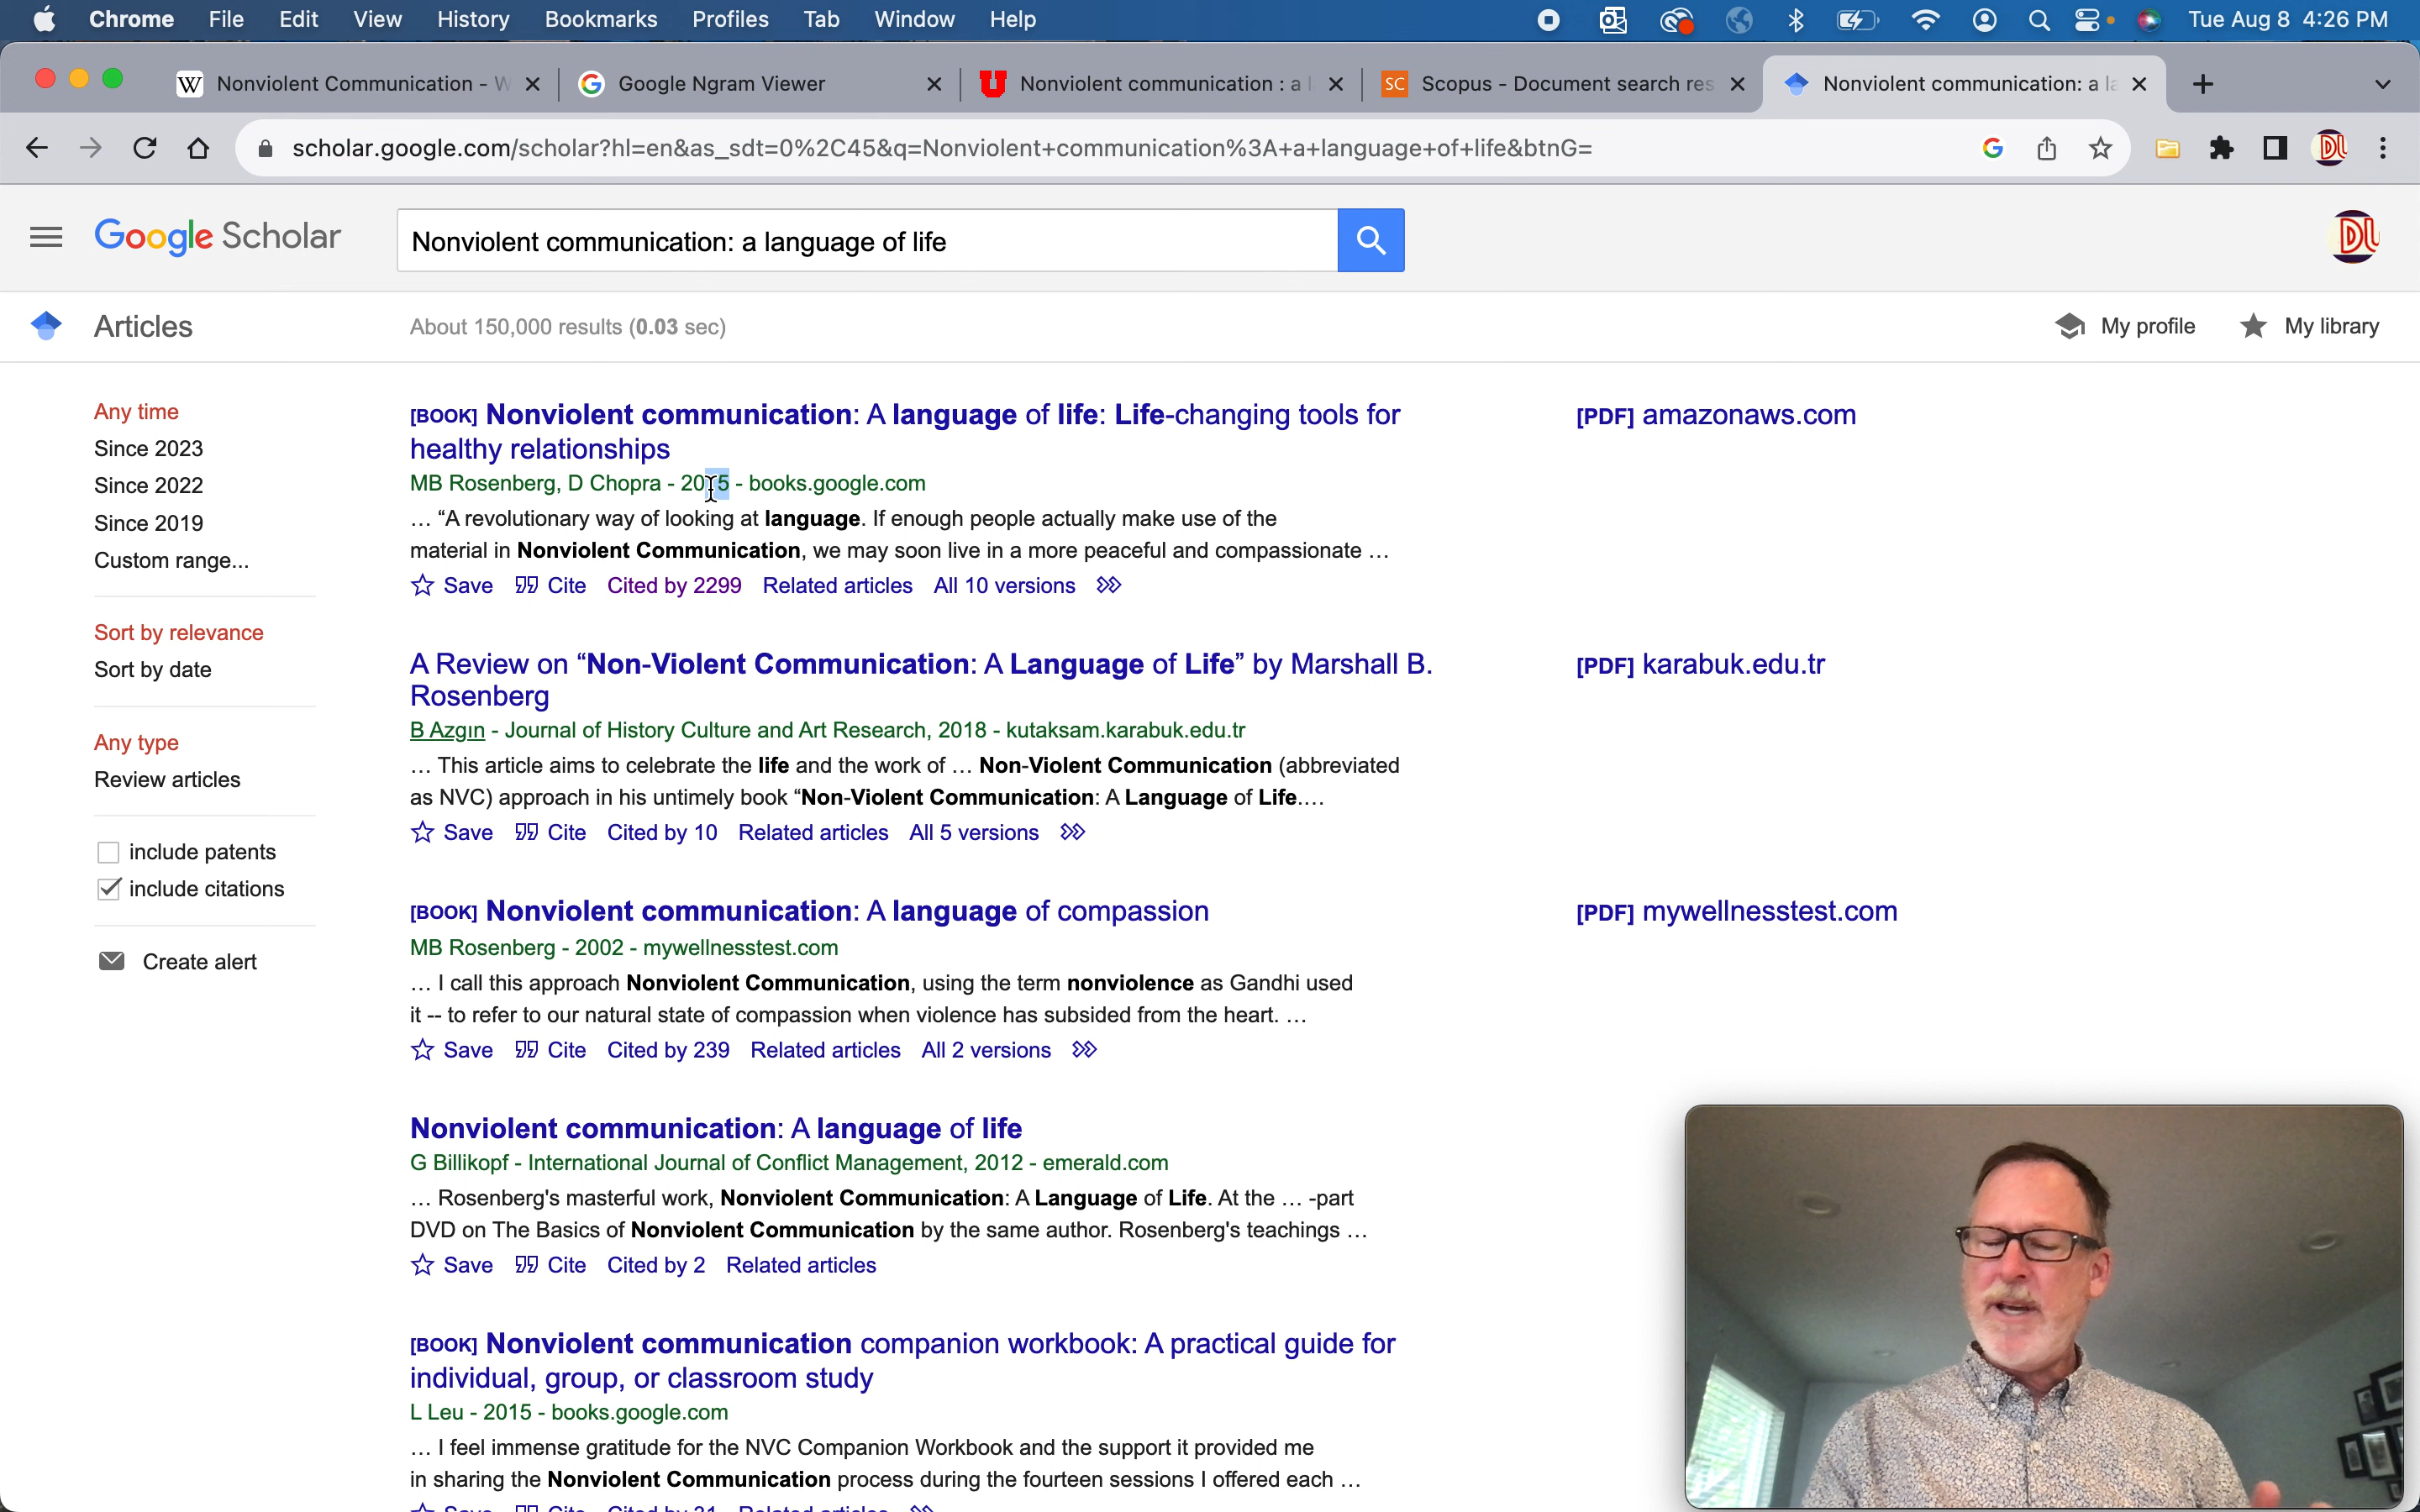 Chrome File Edit View History Bookmarks Profiles Tab Window Help Tue Aug 8 4:26 PM
W Nonviolent Communication - W Google Ngram Viewer Nonviolent communication : a l SC Scopus - Document search res Nonviolent communication: a la
scholar.google.com/scholar?hl=en&as_sdt=0%2C45&q=Nonviolent+communication%3A+a+language+of+life&btnG= DL
Google Scholar Nonviolent communication: a language of life DL
Articles About 150,000 results (0.03 sec) My profile My library
Any time
Since 2023
Since 2022
Since 2019
Custom range...
Sort by relevance
Sort by date
Any type
Review articles
include patents
include citations
Create alert
[BOOK] Nonviolent communication: A language of life: Life-changing tools for
healthy relationships
MB Rosenberg, D Chopra - 2015 - books.google.com
… “A revolutionary way of looking at language. If enough people actually make use of the
material in Nonviolent Communication, we may soon live in a more peaceful and compassionate …
Save Cite Cited by 2299 Related articles All 10 versions
[PDF] amazonaws.com
A Review on “Non-Violent Communication: A Language of Life” by Marshall B.
Rosenberg
B Azgın - Journal of History Culture and Art Research, 2018 - kutaksam.karabuk.edu.tr
… This article aims to celebrate the life and the work of … Non-Violent Communication (abbreviated
as NVC) approach in his untimely book “Non-Violent Communication: A Language of Life.…
Save Cite Cited by 10 Related articles All 5 versions
[PDF] karabuk.edu.tr
[BOOK] Nonviolent communication: A language of compassion
MB Rosenberg - 2002 - mywellnesstest.com
… I call this approach Nonviolent Communication, using the term nonviolence as Gandhi used
it -- to refer to our natural state of compassion when violence has subsided from the heart. …
Save Cite Cited by 239 Related articles All 2 versions
[PDF] mywellnesstest.com
Nonviolent communication: A language of life
G Billikopf - International Journal of Conflict Management, 2012 - emerald.com
… Rosenberg's masterful work, Nonviolent Communication: A Language of Life. At the … -part
DVD on The Basics of Nonviolent Communication by the same author. Rosenberg's teachings …
Save Cite Cited by 2 Related articles
[BOOK] Nonviolent communication companion workbook: A practical guide for
individual, group, or classroom study
L Leu - 2015 - books.google.com
… I feel immense gratitude for the NVC Companion Workbook and the support it provided me
in sharing the Nonviolent Communication process during the fourteen sessions I offered each …
Save Cite Cited by 31 Related articles